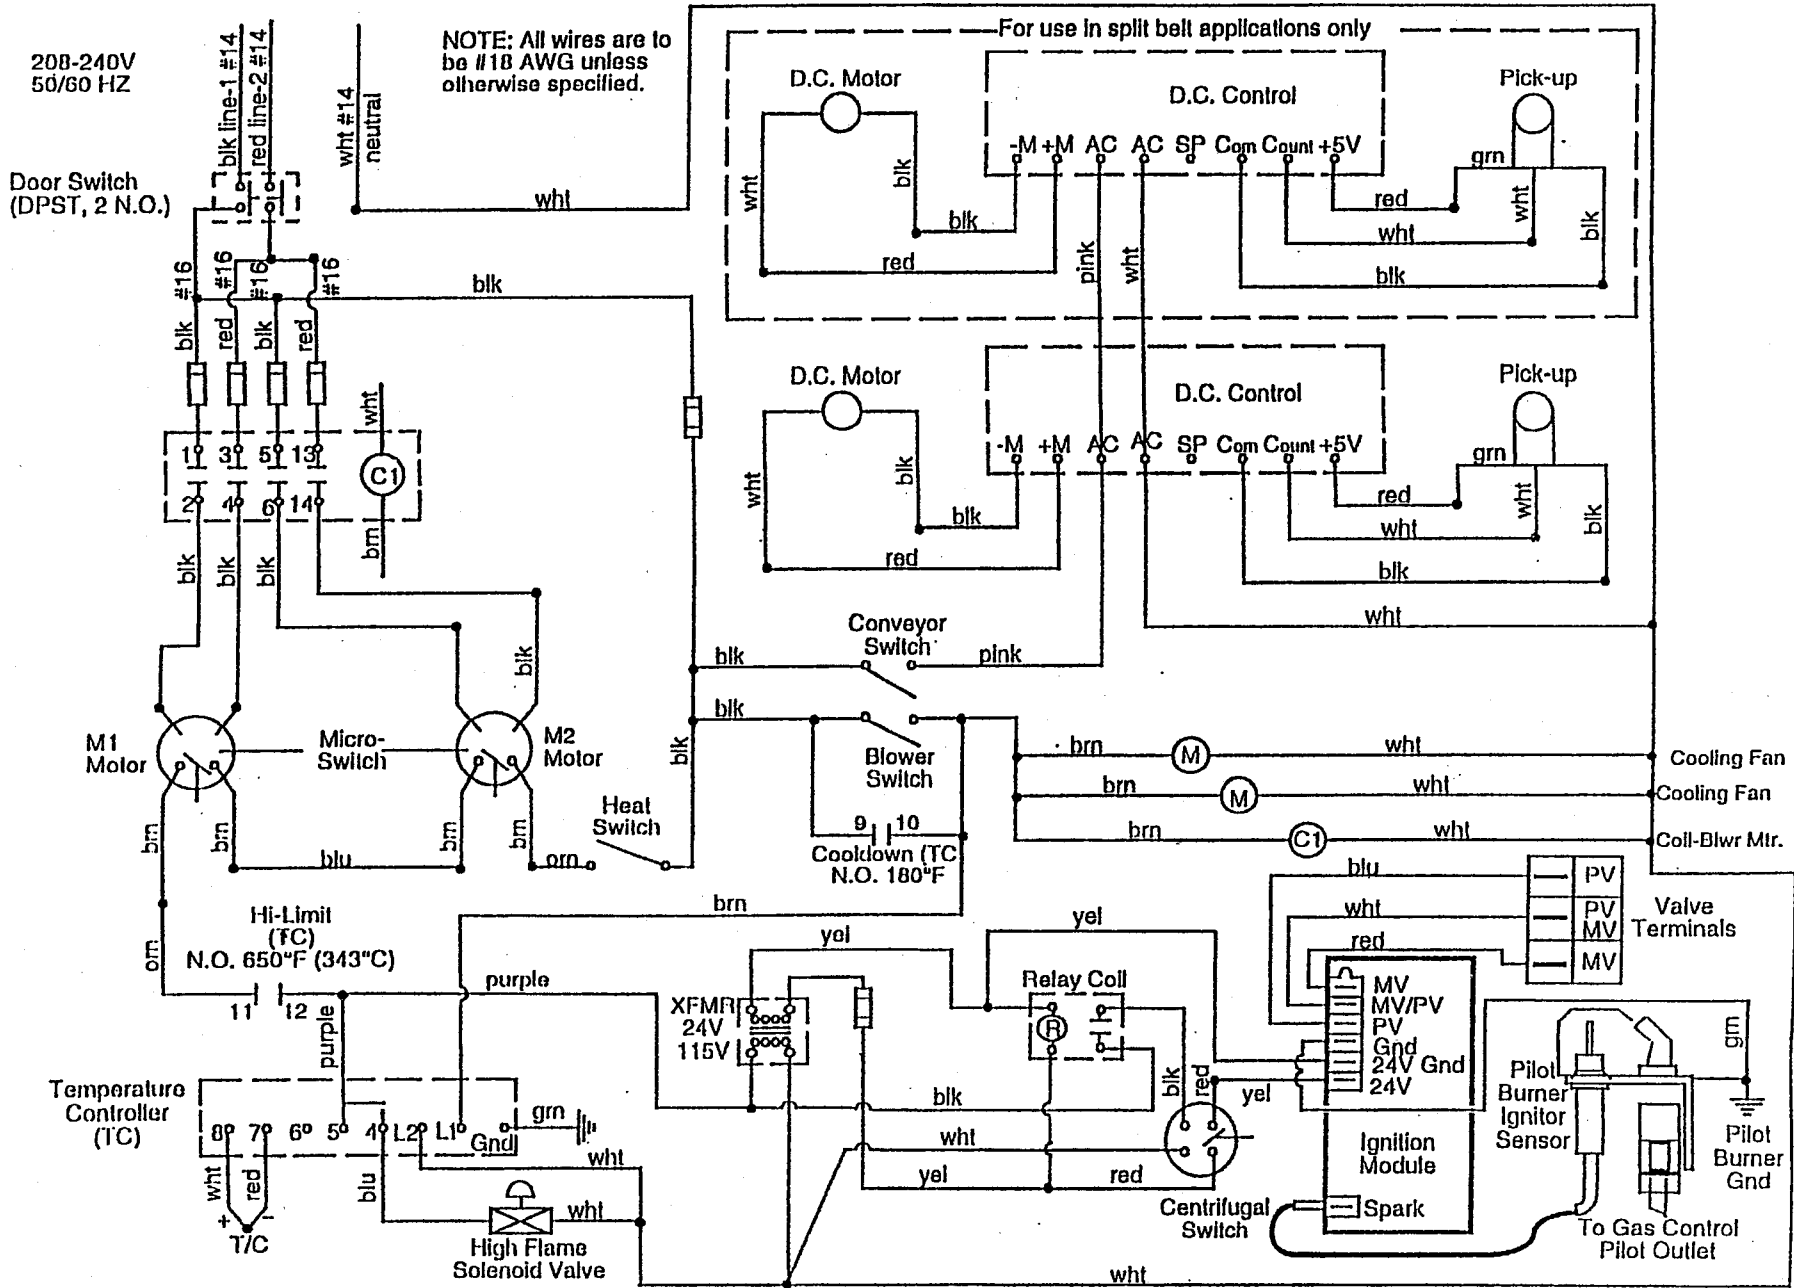 208-240V
50/60 HZ
blk line-1 #14
red line-2 #14
wht #14
neutral
NOTE: All wires are to
be #18 AWG unless
otherwise specified.
Door Switch
(DPST, 2 N.O.)
wht
For use in split belt applications only
D.C. Motor
D.C. Control
Pick-up
-M +M AC AC SP Com Count +5V
grn
wht
blk
blk
red
pink
wht
red
wht
blk
wht
blk
#16
#16
#16
#16
blk
blk
red
blk
red
1 3 5 13
2 4 6 14
wht
C1
brn
D.C. Motor
D.C. Control
Pick-up
-M +M AC AC SP Com Count +5V
grn
wht
blk
blk
red
red
wht
blk
wht
blk
wht
blk
blk
blk
blk
Conveyor
Switch
blk
pink
blk
Blower
Switch
blk
M1
Motor
Micro-
Switch
M2
Motor
Heat
Switch
brn
brn
blu
brn
brn
orn
9 10
Cooldown (TC
N.O. 180°F
brn M wht Cooling Fan
brn M wht Cooling Fan
brn C1 wht Coil-Blwr Mtr.
orn
Hi-Limit
(TC)
N.O. 650"F (343"C)
11 12
purple
purple
brn
yel
yel
XFMR
24V
115V
Relay Coil
R
blu
wht
red
PV
PV
MV
MV
Valve
Terminals
MV
MV/PV
PV
Gnd
24V Gnd
24V
Ignition
Module
Spark
grn
Pilot
Burner
Ignitor
Sensor
Pilot
Burner
Gnd
To Gas Control
Pilot Outlet
Temperature
Controller
(TC)
8 7 6 5 4 L2 L1
Gnd
grn
wht
red
+ -
T/C
blu
wht
wht
High Flame
Solenoid Valve
blk
wht
yel
red
blk
red
yel
Centrifugal
Switch
wht